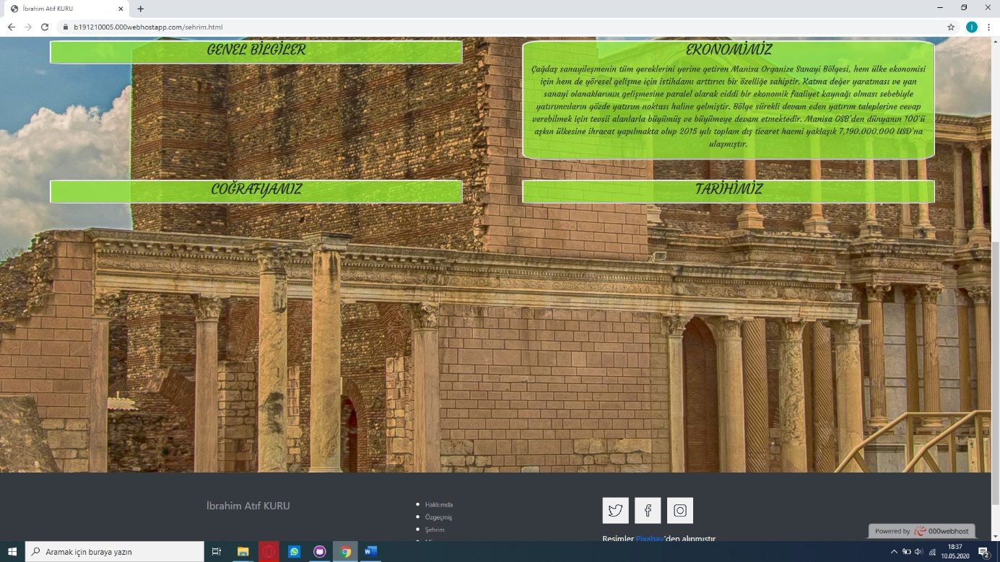 İbrahim Atıf KURU
b191210005.000webhostapp.com/sehrim.html
GENEL BİLGİLER
EKONOMİMİZ
Çağdaş sanayileşmenin tüm gereklerini yerine getiren Manisa Organize Sanayi Bölgesi, hem ülke ekonomisi
için hem de yöresel gelişme için istihdamı arttırıcı bir özelliğe sahiptir. Katma değer yaratması ve yan
sanayi olanaklarının gelişmesine paralel olarak ciddi bir ekonomik faaliyet kaynağı olması sebebiyle
yatırımcıların gözde yatırım noktası haline gelmiştir. Bölge sürekli devam eden yatırım taleplerine cevap
verebilmek için tevsii alanlarla büyümüş ve büyümeye devam etmektedir. Manisa OSB'den dünyanın 100'ü
aşkın ülkesine ihracat yapılmakta olup 2015 yılı toplam dış ticaret hacmi yaklaşık 7,190.000.000 USD'na
ulaşmıştır.
COĞRAFYAMIZ
TARİHİMİZ
İbrahim Atıf KURU
Hakkımda
Özgeçmiş
Şehrim
Resimler Pixabay'den alınmıştır
Powered by 000webhost
Aramak için buraya yazın
18:37
10.05.2020
2